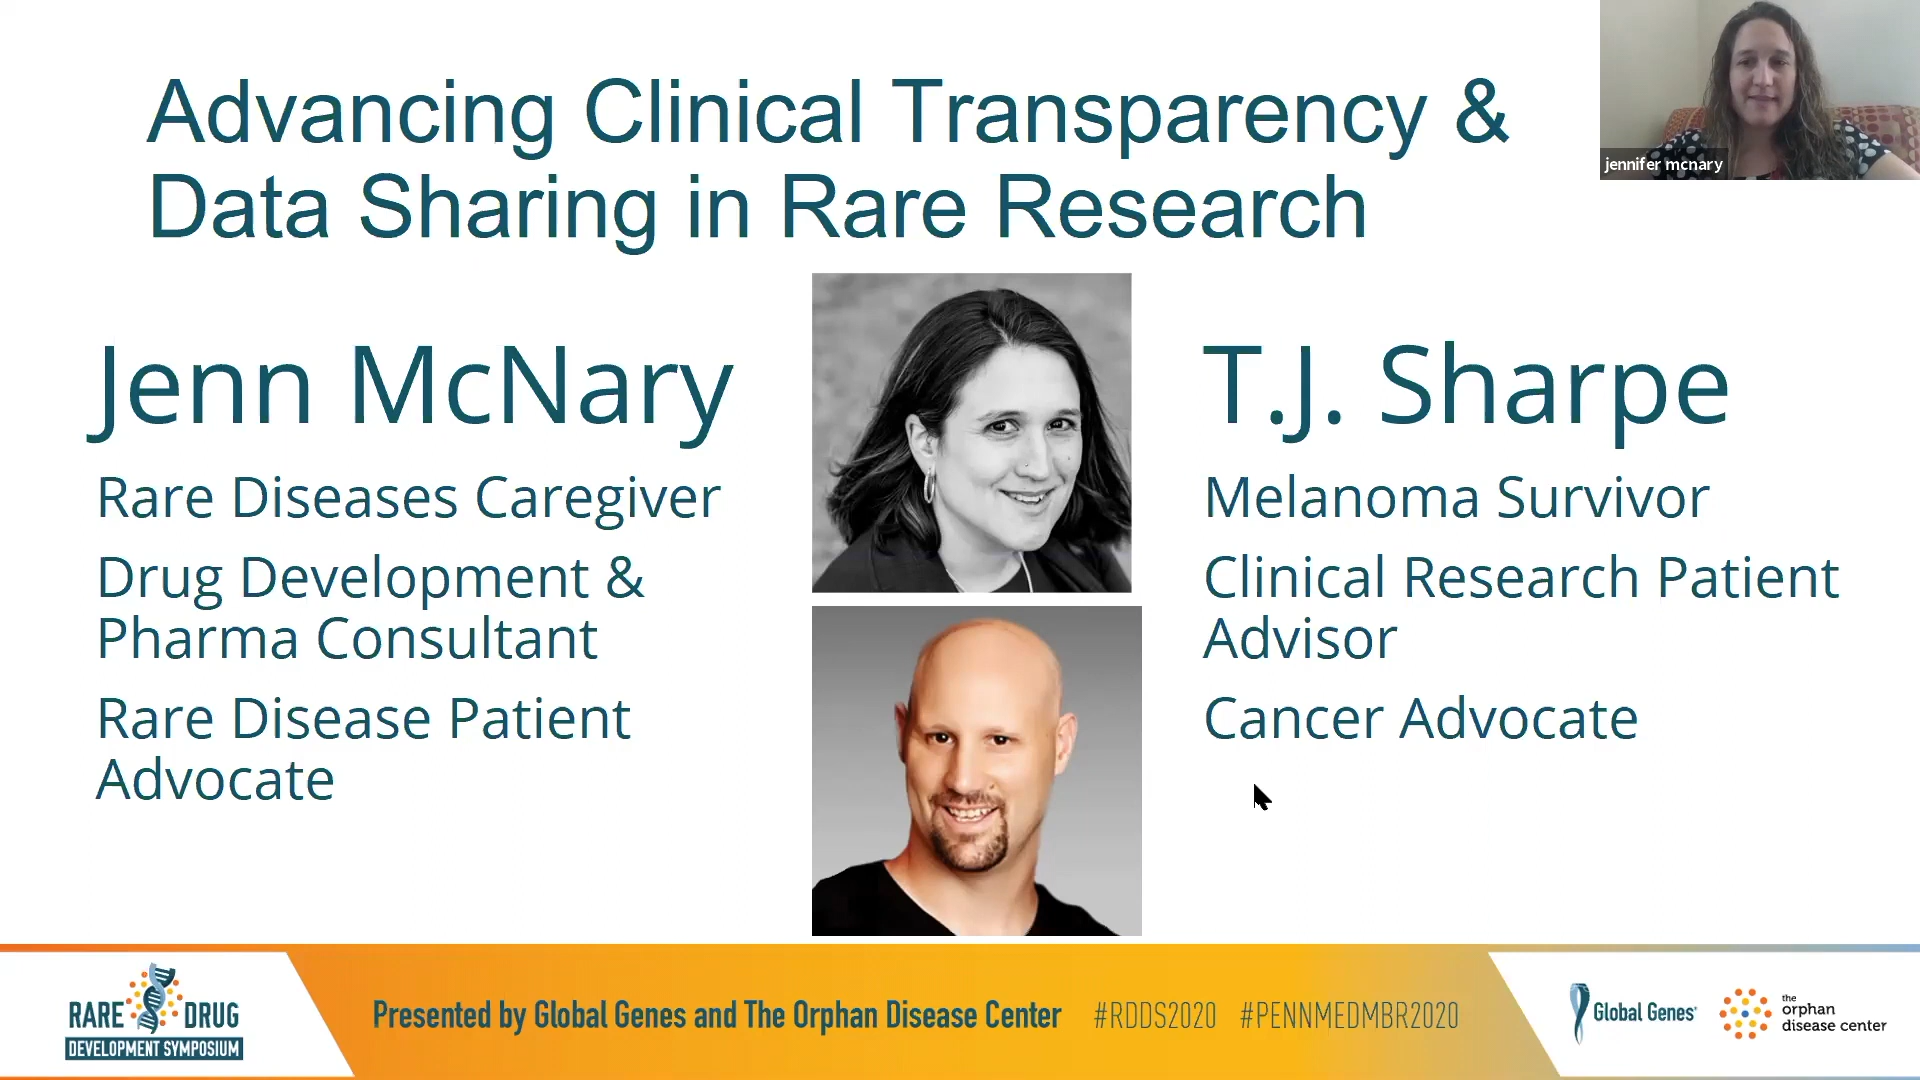 Advancing Clinical Transparency &
Data Sharing in Rare Research
jennifer mcnary
Jenn McNary
Rare Diseases Caregiver
Drug Development &
Pharma Consultant
Rare Disease Patient
Advocate
T.J. Sharpe
Melanoma Survivor
Clinical Research Patient
Advisor
Cancer Advocate
RARE DRUG
DEVELOPMENT SYMPOSIUM
Presented by Global Genes and The Orphan Disease Center #RDDS2020 #PENNMEDMBR2020
Global Genes
the
orphan
disease center